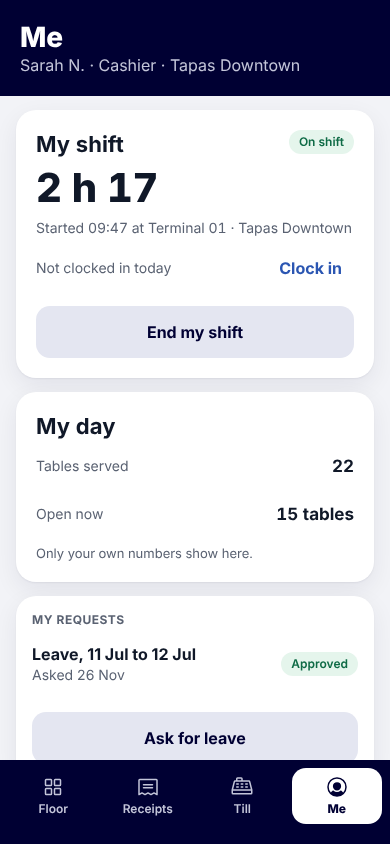 Me
Sarah N. · Cashier · Tapas Downtown
My shift
On shift
2 h 17
Started 09:47 at Terminal 01 · Tapas Downtown
Not clocked in today
Clock in
End my shift
My day
Tables served
22
Open now
15 tables
Only your own numbers show here.
MY REQUESTS
Leave, 11 Jul to 12 Jul
Asked 26 Nov
Approved
Ask for leave
Floor
Receipts
Till
Me